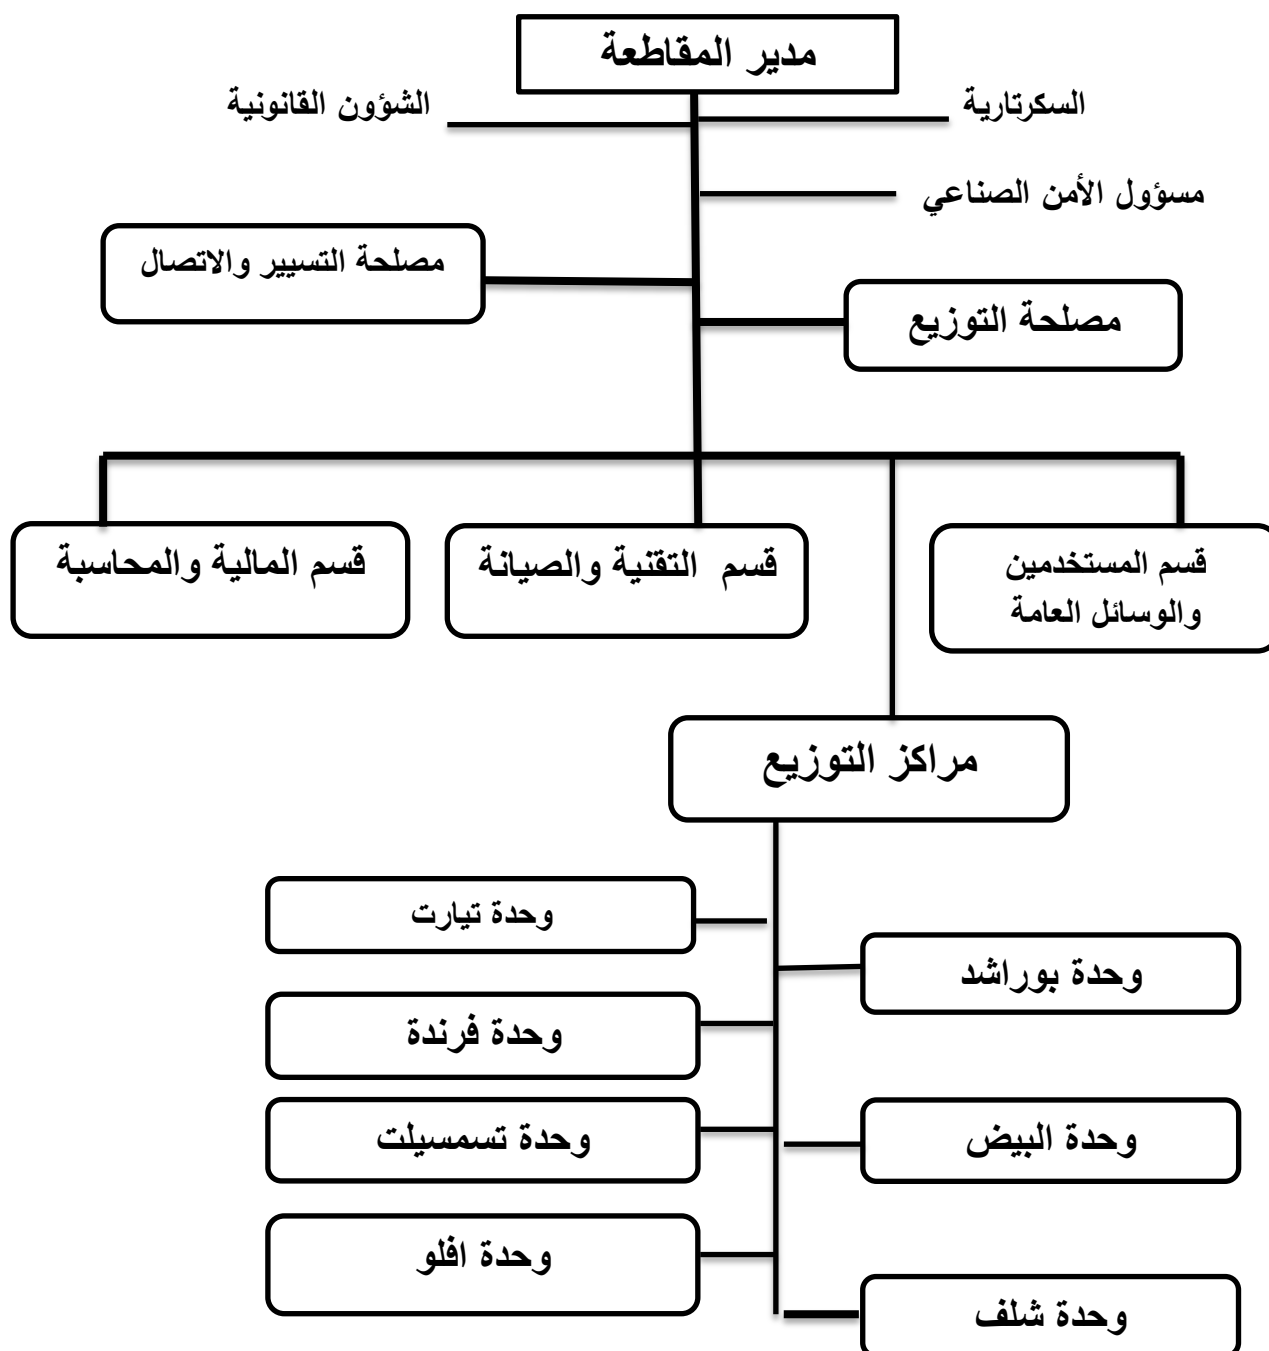 مدير المقاطعة
السكرتارية
الشؤون القانونية
مسؤول الأمن الصناعي
مصلحة التسيير والاتصال
مصلحة التوزيع
قسم المستخدمين
والوسائل العامة
قسم التقنية والصيانة
قسم المالية والمحاسبة
مراكز التوزيع
وحدة تيارت
وحدة بوراشد
وحدة فرندة
وحدة البيض
وحدة تسمسيلت
وحدة افلو
وحدة شلف